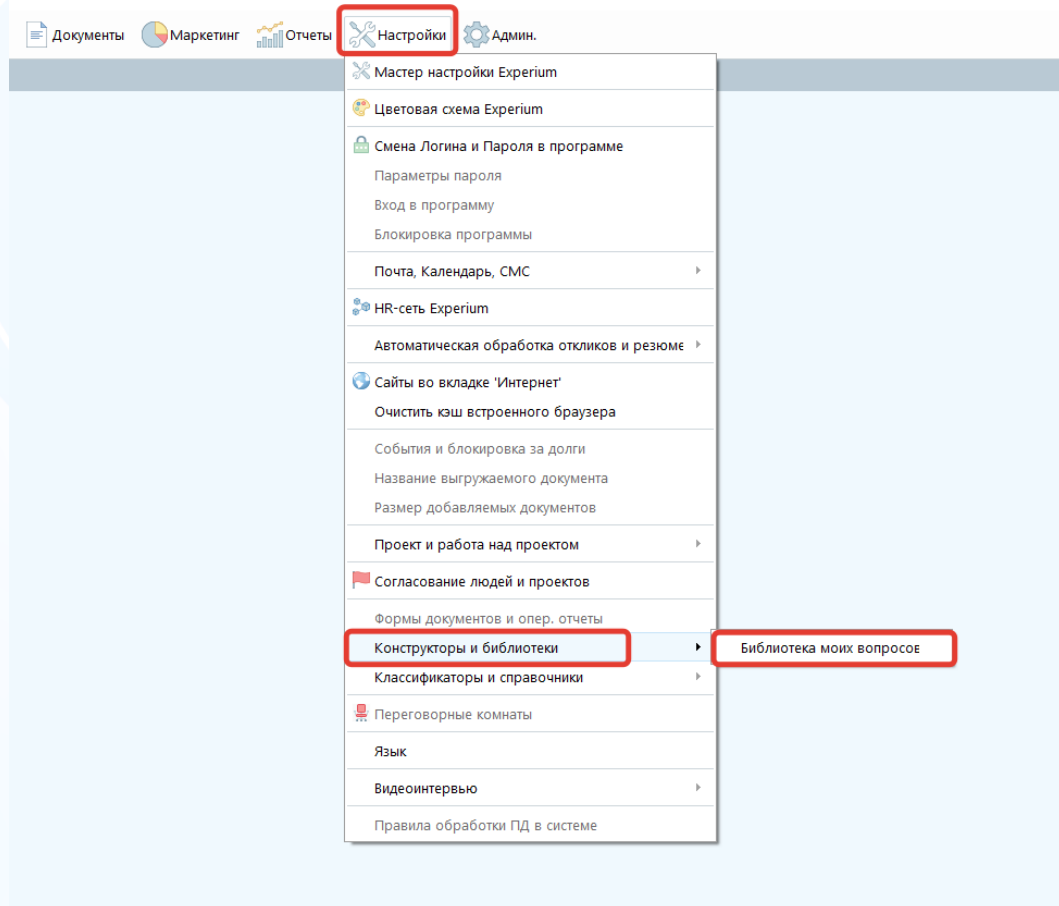 Документы Маркетинг Отчеты Настройки Админ.
Мастер настройки Experium
Цветовая схема Experium
Смена Логина и Пароля в программе
Параметры пароля
Вход в программу
Блокировка программы
Почта, Календарь, СМС
HR-сеть Experium
Автоматическая обработка откликов и резюме
Сайты во вкладке 'Интернет'
Очистить кэш встроенного браузера
События и блокировка за долги
Название выгружаемого документа
Размер добавляемых документов
Проект и работа над проектом
Согласование людей и проектов
Формы документов и опер. отчеты
Конструкторы и библиотеки Библиотека моих вопросов
Классификаторы и справочники
Переговорные комнаты
Язык
Видеоинтервью
Правила обработки ПД в системе